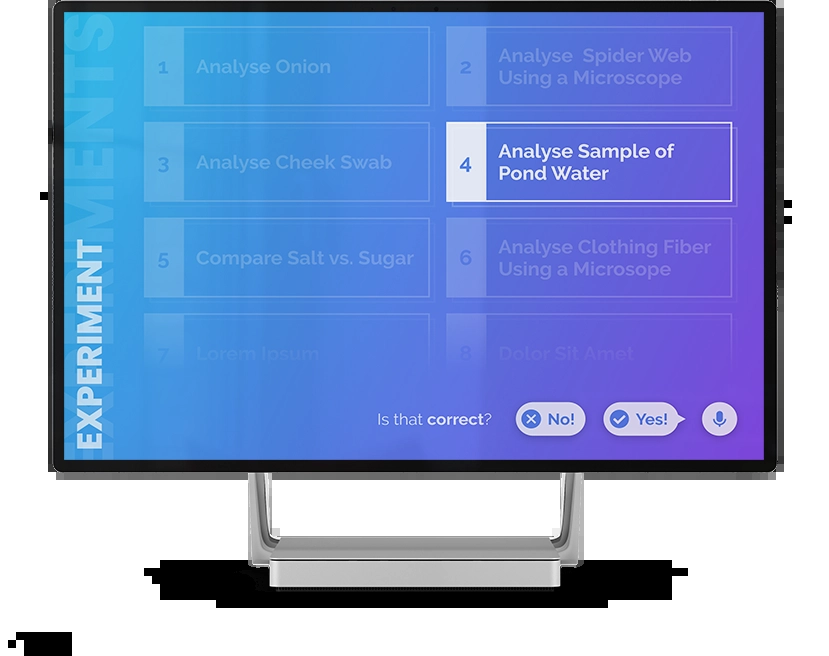 EXPERIMENTS
EXPERIMENT
1
Analyse Onion
2
Analyse Spider Web
Using a Microscope
3
Analyse Cheek Swab
4
Analyse Sample of
Pond Water
5
Compare Salt vs. Sugar
6
Analyse Clothing Fiber
Using a Microsope
7
Lorem Ipsum
8
Dolor Sit Amet
Is that correct?
No!
Yes!